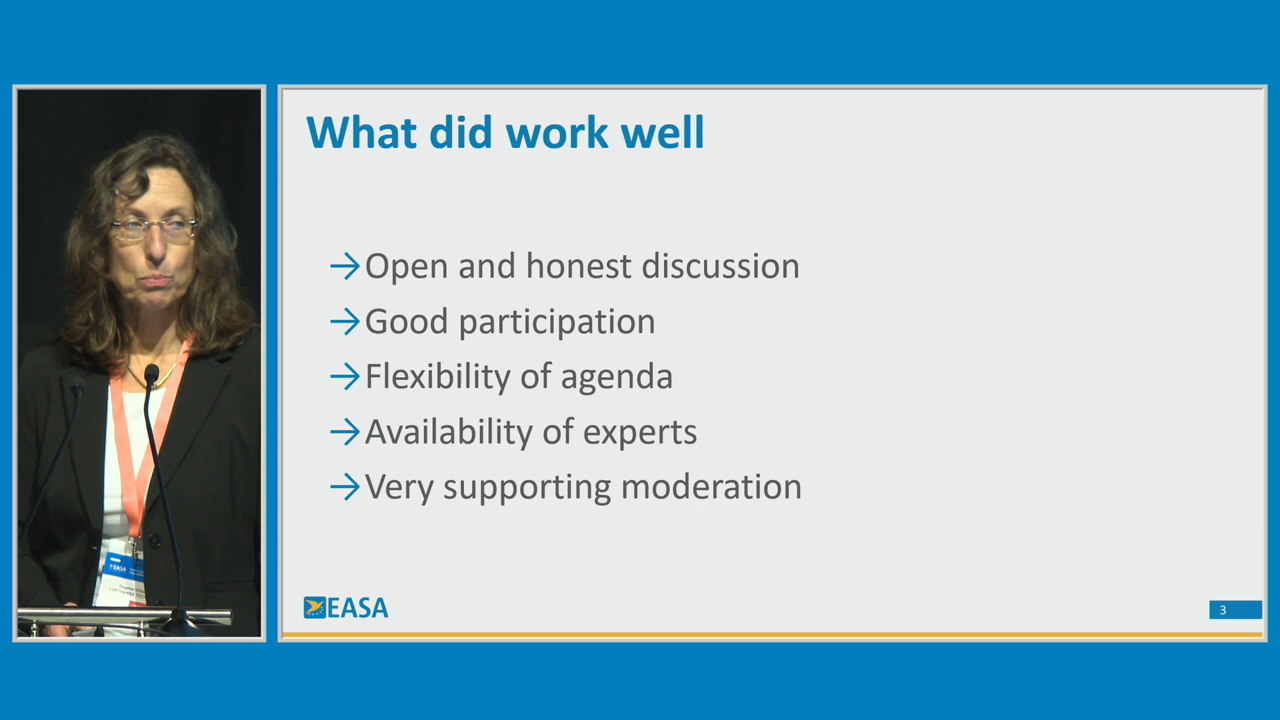 What did work well
→Open and honest discussion
→Good participation
→Flexibility of agenda
→Availability of experts
→Very supporting moderation
EASA
3
EASA